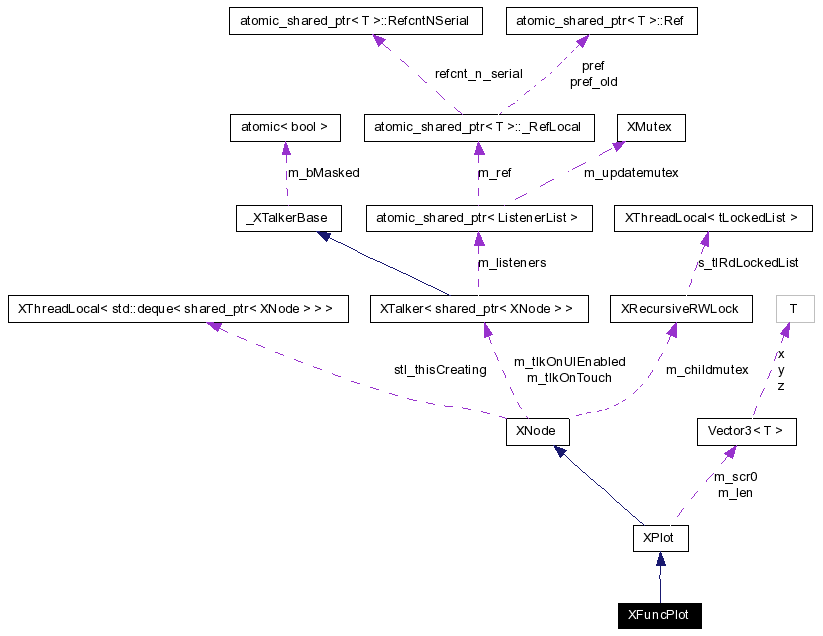 atomic_shared_ptr< T >::RefcntNSerial
atomic_shared_ptr< T >::Ref
refcnt_n_serial
pref
pref_old
atomic< bool >
atomic_shared_ptr< T >::_RefLocal
XMutex
m_bMasked
m_ref
m_updatemutex
_XTalkerBase
atomic_shared_ptr< ListenerList >
XThreadLocal< tLockedList >
m_listeners
s_tlRdLockedList
XThreadLocal< std::deque< shared_ptr< XNode > > >
XTalker< shared_ptr< XNode > >
XRecursiveRWLock
T
stl_thisCreating
m_tlkOnUIEnabled
m_tlkOnTouch
m_childmutex
x
y
z
XNode
Vector3< T >
m_scr0
m_len
XPlot
XFuncPlot